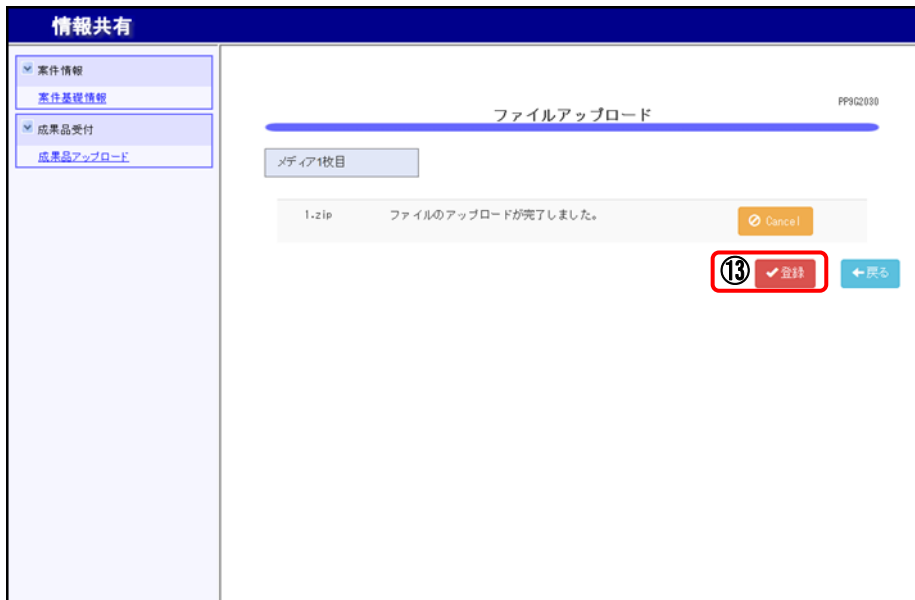 情報共有
案件情報
案件基礎情報
成果品受付
成果品アップロード
PP9G2030
ファイルアップロード
メディア1枚目
1.zip ファイルのアップロードが完了しました。 Cancel
⑬ 登録 戻る